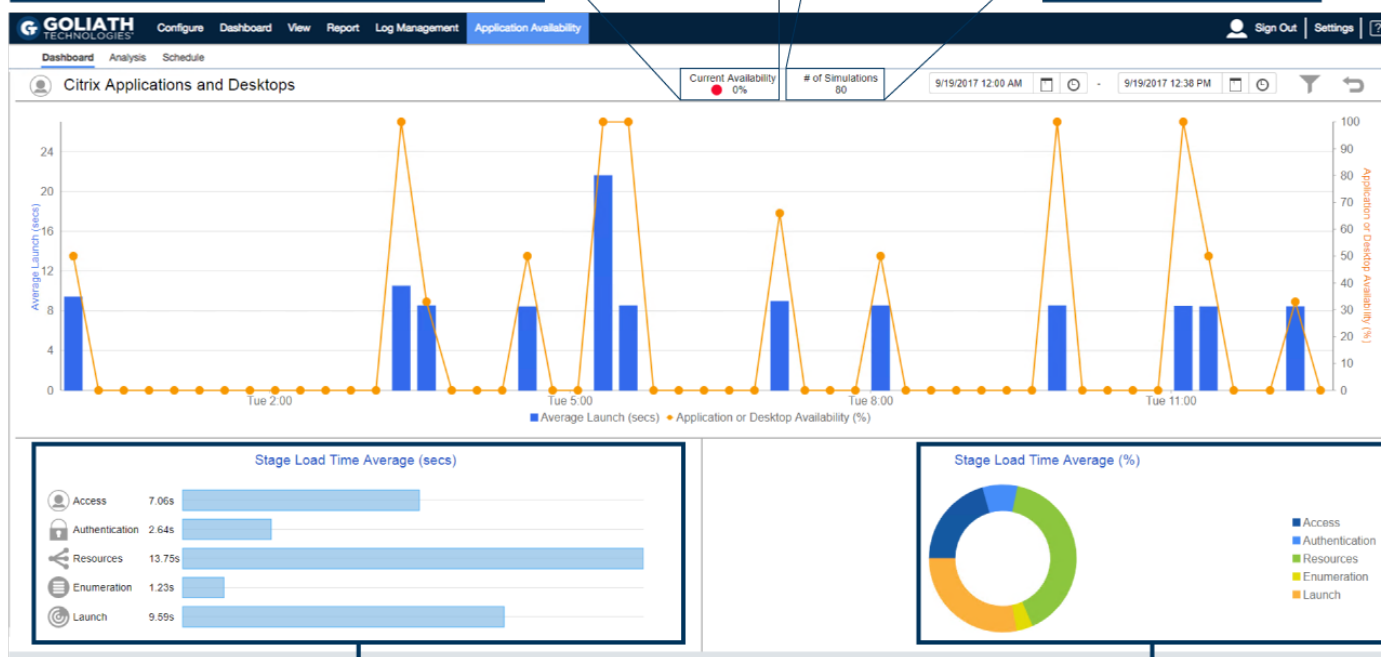 GOLIATH
TECHNOLOGIES
Configure Dashboard View Report Log Management Application Availability Sign Out Settings ?
Dashboard Analysis Schedule
Citrix Applications and Desktops
Current Availability
0%
# of Simulations
80
9/19/2017 12:00 AM - 9/19/2017 12:38 PM
Average Launch (secs)
24
20
16
12
8
4
0
100
90
80
70
60
50
40
30
20
10
0
Application or Desktop Availability (%)
Tue 2:00 Tue 5:00 Tue 8:00 Tue 11:00
Average Launch (secs) Application or Desktop Availability (%)
Stage Load Time Average (secs)
Access 7.06s
Authentication 2.64s
Resources 13.75s
Enumeration 1.23s
Launch 9.59s
Stage Load Time Average (%)
Access
Authentication
Resources
Enumeration
Launch